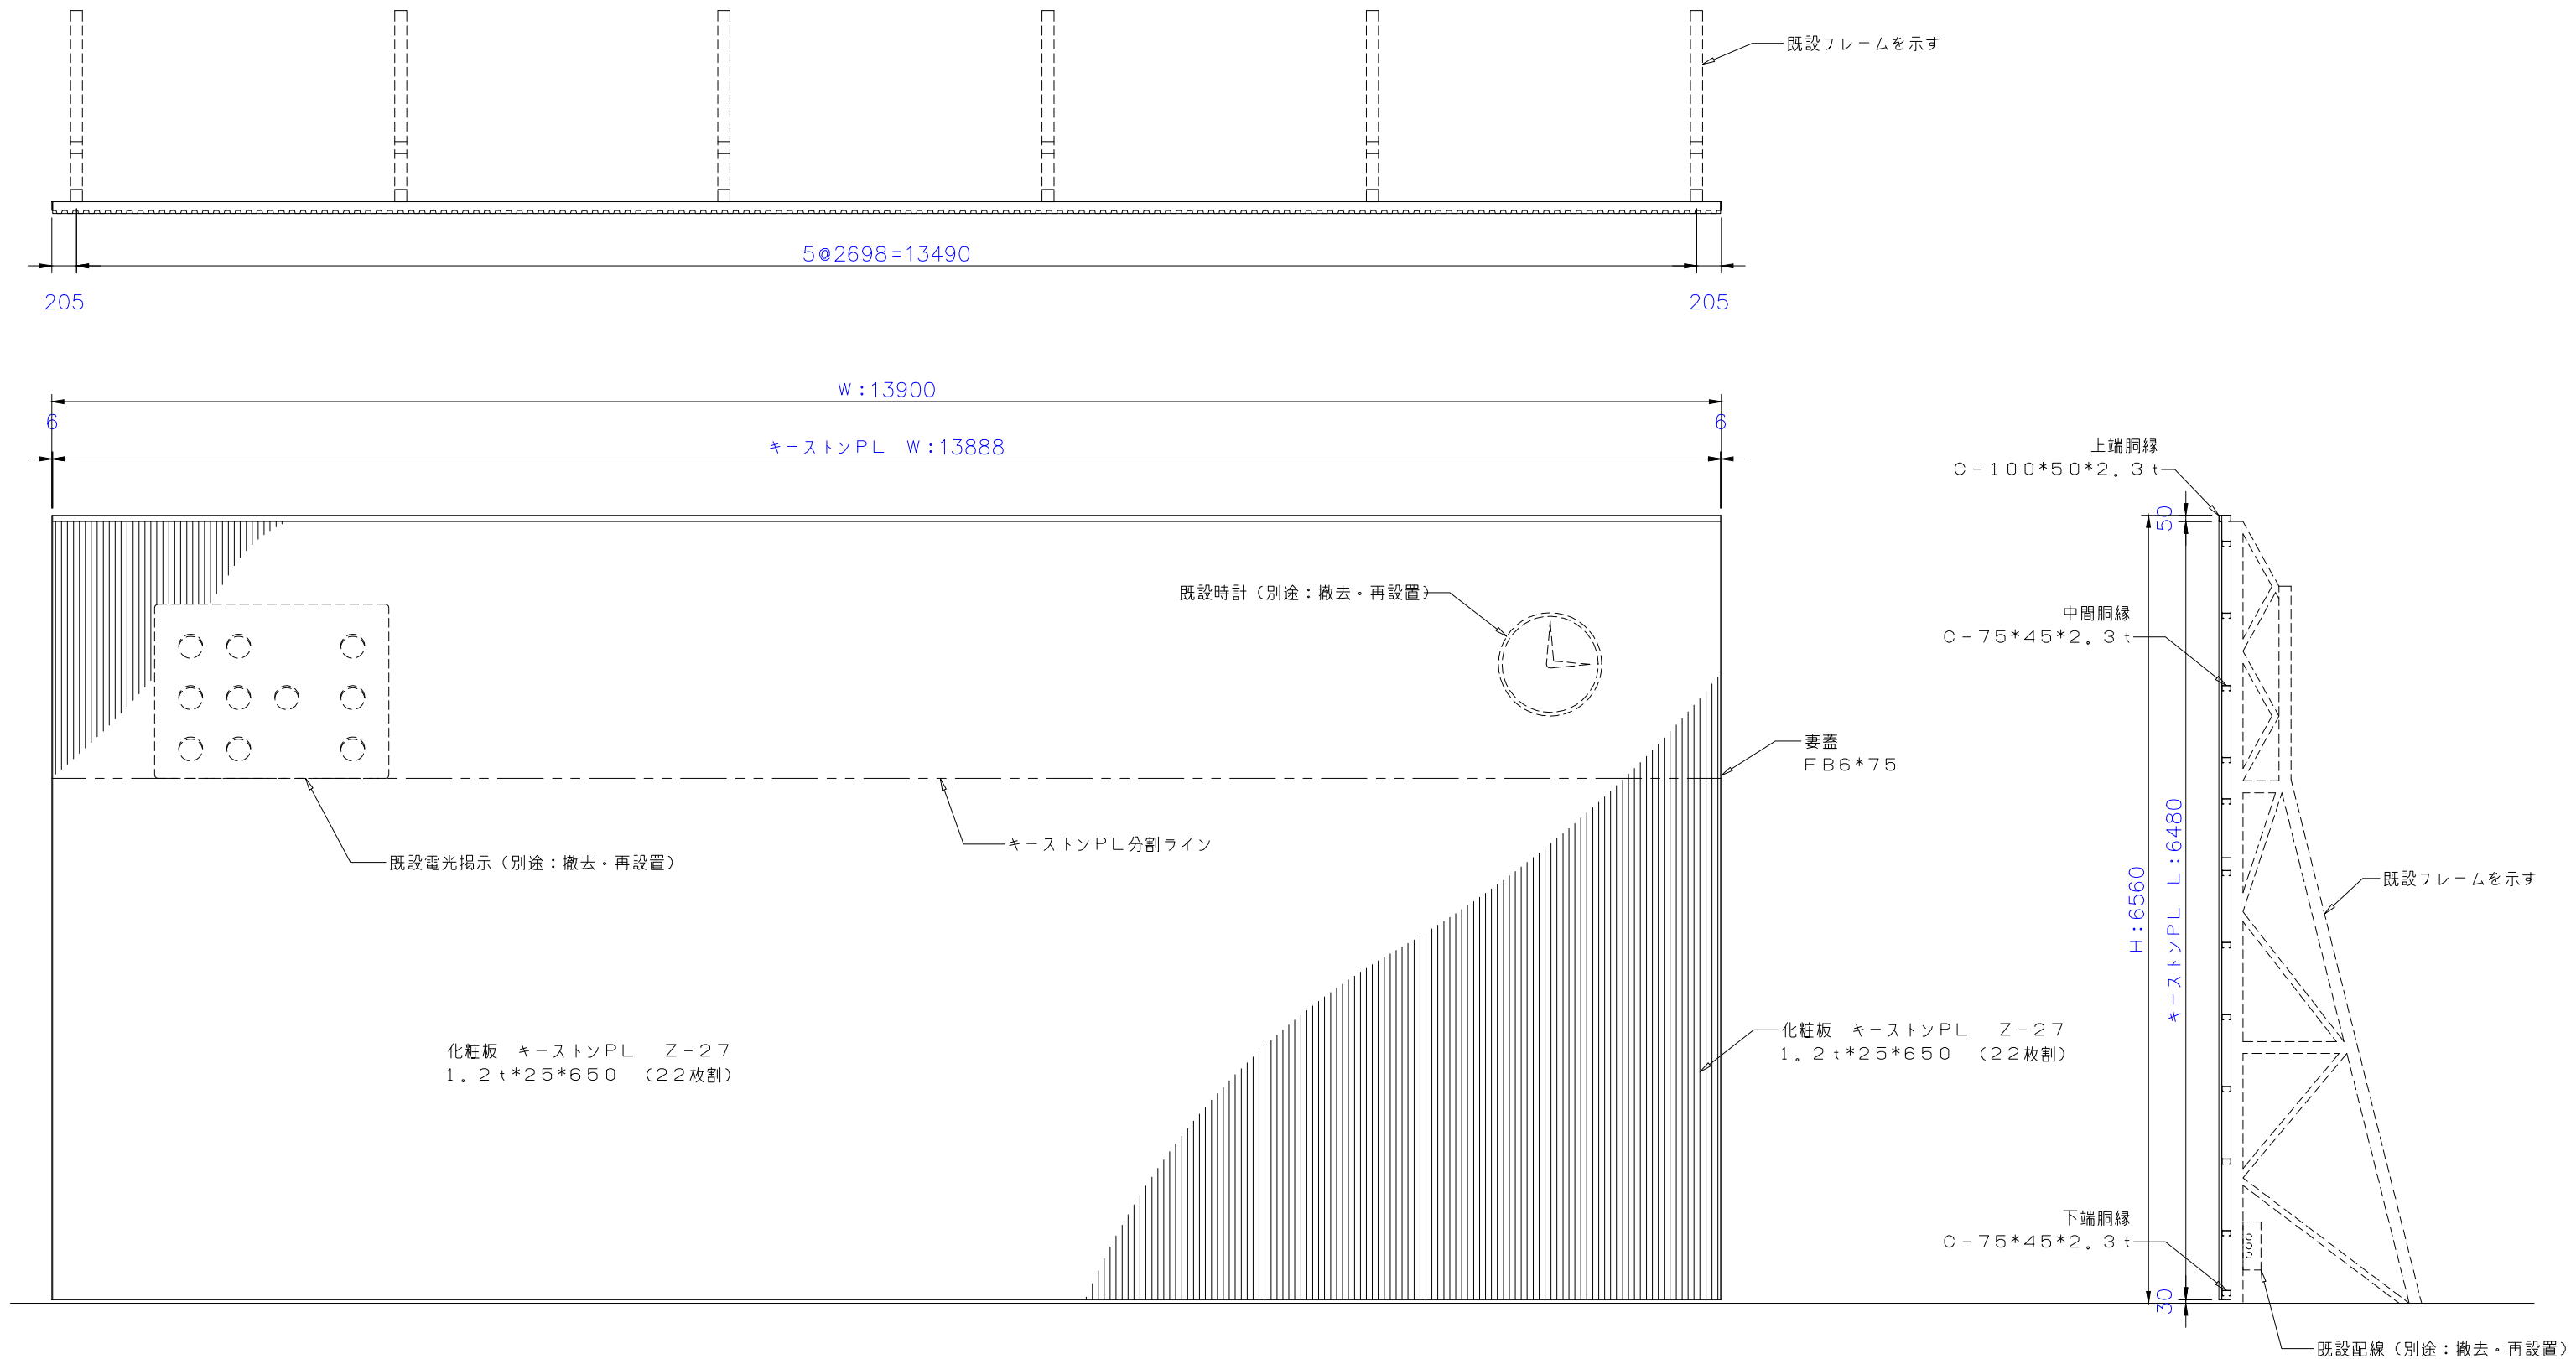 既設フレームを示す
5@2698=13490
205
205
W:13900
6
6
キーストンPL　W:13888
上端胴縁
C-100*50*2.3t
50
既設時計（別途：撤去・再設置）
中間胴縁
C-75*45*2.3t
妻蓋
FB6*75
キーストンPL分割ライン
既設電光掲示（別途：撤去・再設置）
H:6560
キーストンPL　L:6480
既設フレームを示す
化粧板　キーストンPL　Z-27
1.2t*25*650　（22枚割）
化粧板　キーストンPL　Z-27
1.2t*25*650　（22枚割）
下端胴縁
C-75*45*2.3t
30
既設配線（別途：撤去・再設置）